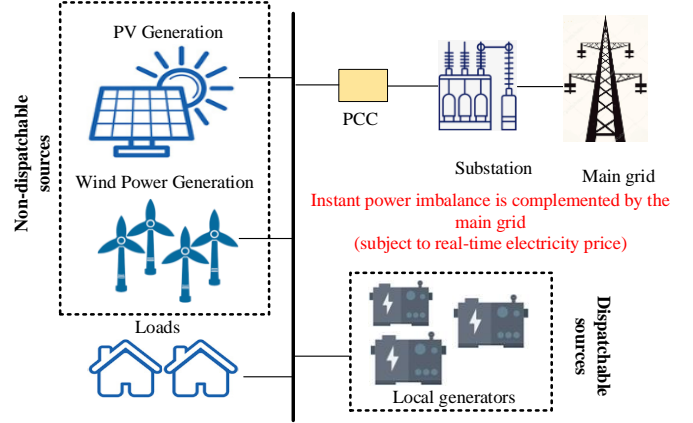 PV Generation
Non-dispatchable
sources
Wind Power Generation
Loads
PCC
Substation
Main grid
Instant power imbalance is complemented by the
main grid
(subject to real-time electricity price)
Local generators
Dispatchable
sources